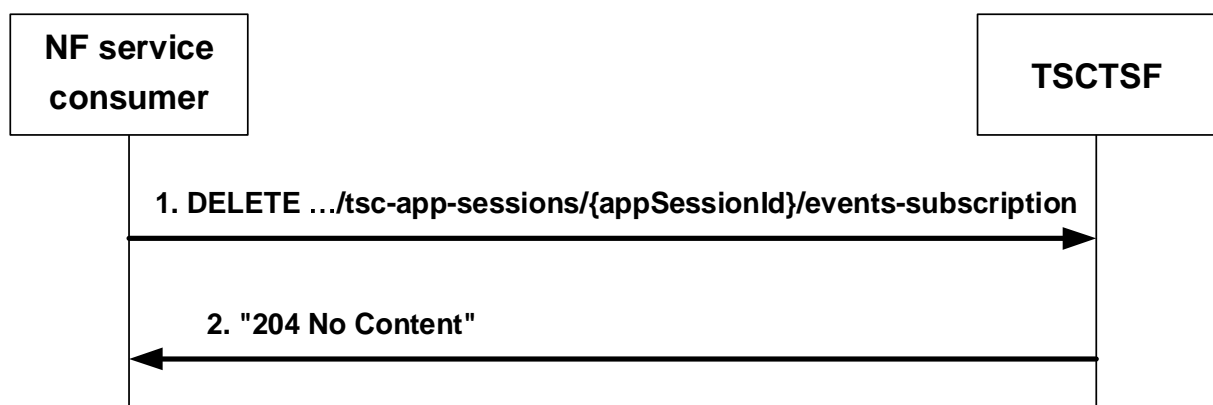 NF service
consumer
TSCTSF
1. DELETE …/tsc-app-sessions/{appSessionId}/events-subscription
2. "204 No Content"